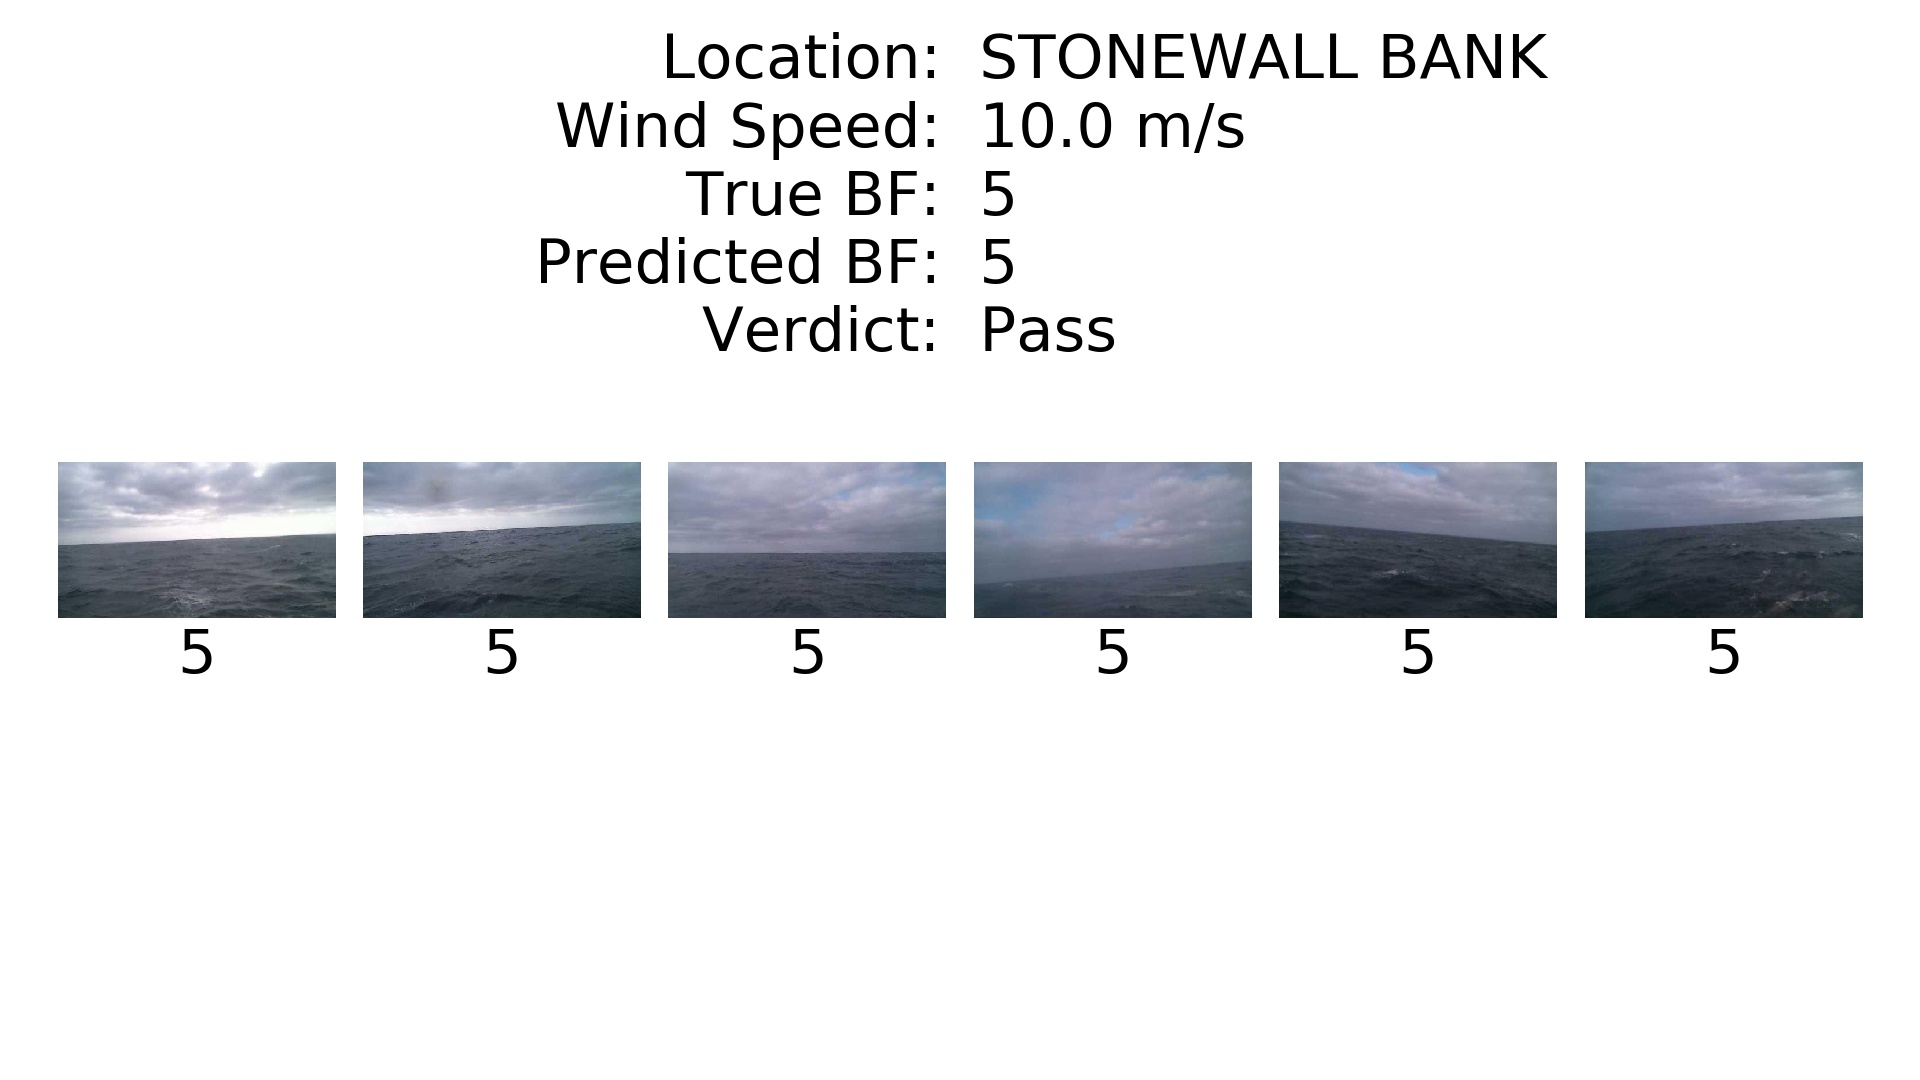 Location: STONEWALL BANK
Wind Speed: 10.0 m/s
True BF: 5
Predicted BF: 5
Verdict: Pass
5 5 5 5 5 5